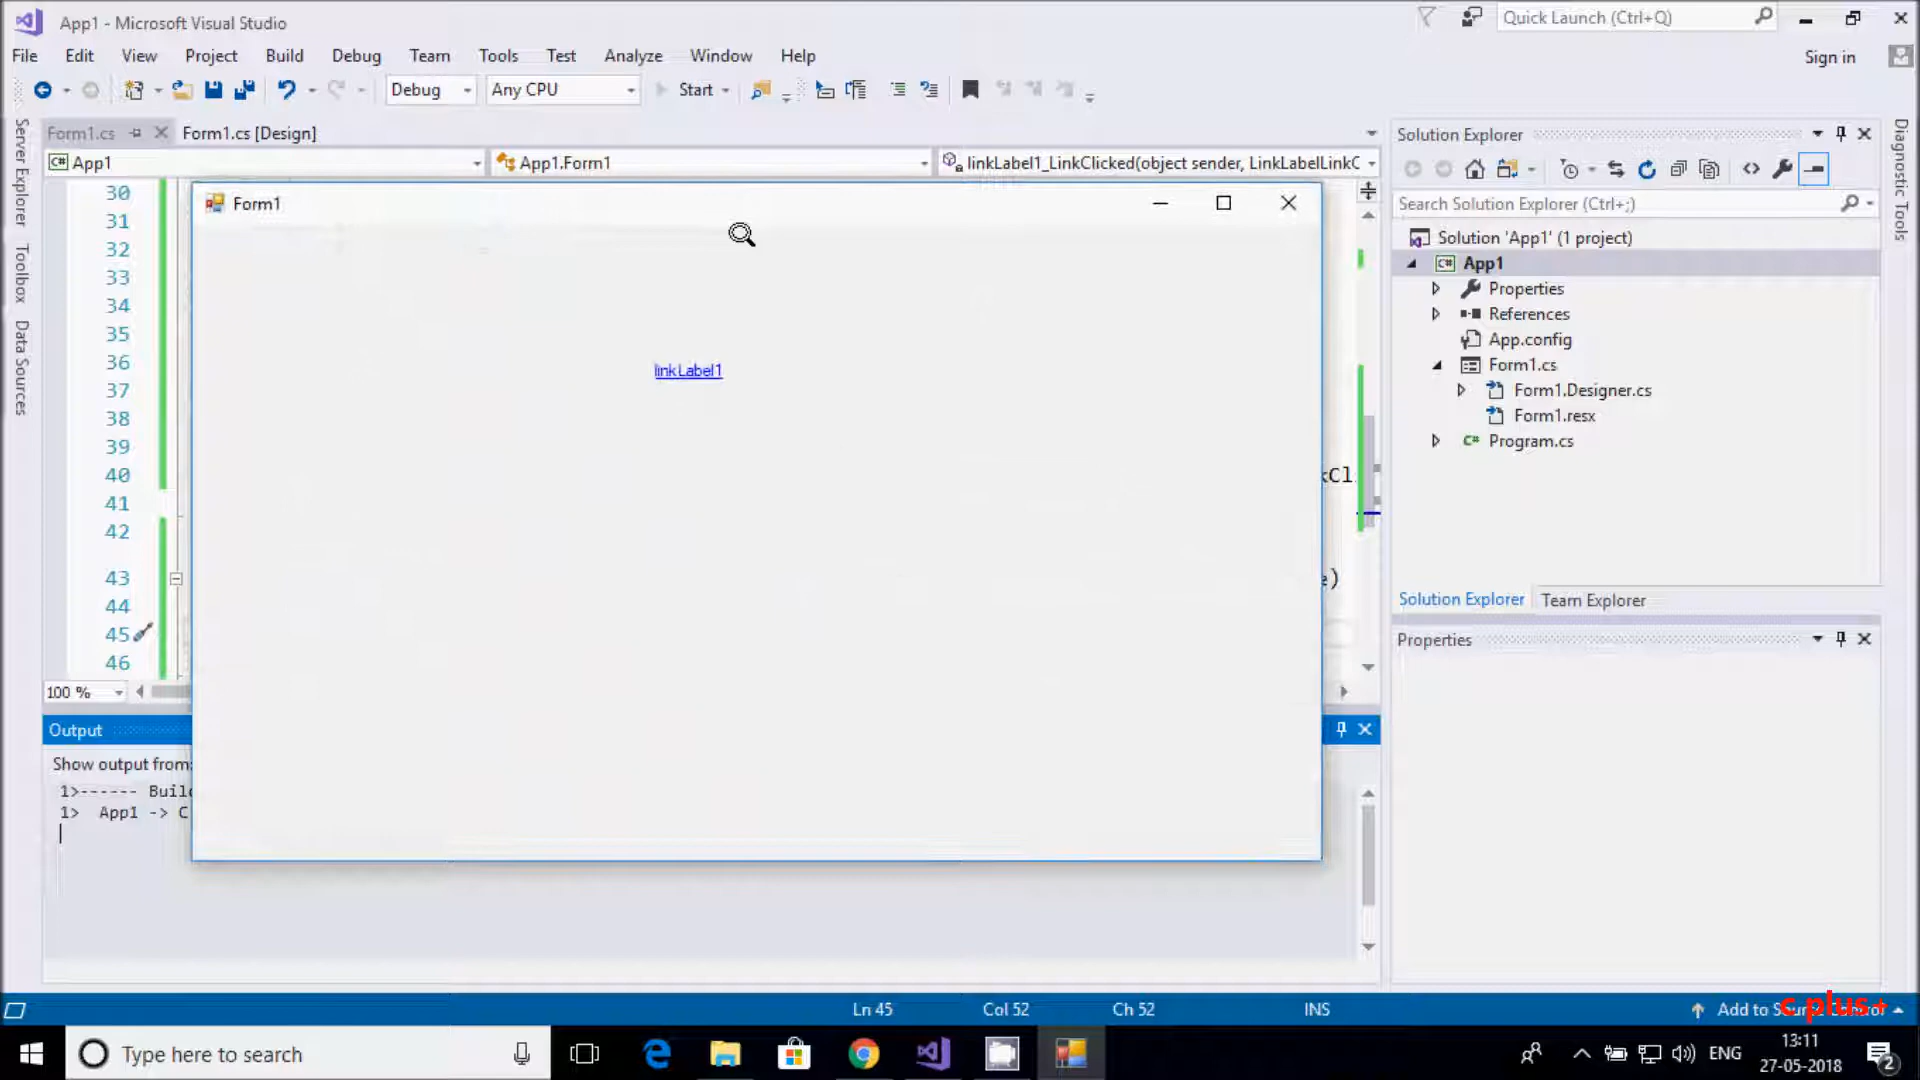 App1 - Microsoft Visual Studio
Quick Launch (Ctrl+Q)
File Edit View Project Build Debug Team Tools Test Analyze Window Help
Sign in
Debug Any CPU Start
Form1.cs Form1.cs [Design]
App1 App1.Form1 linkLabel1_LinkClicked(object sender, LinkLabelLinkC
Server Explorer
Toolbox
Data Sources
30
31
32
33
34
35
36
37
38
39
40
41
42
43
44
45
46
Form1
linkLabel1
kCl
)
100 %
Output
Show output from:
1>------ Build
1> App1 -> C
Solution Explorer
Search Solution Explorer (Ctrl+;)
Solution 'App1' (1 project)
App1
Properties
References
App.config
Form1.cs
Form1.Designer.cs
Form1.resx
Program.cs
Solution Explorer Team Explorer
Properties
Diagnostic Tools
Ln 45 Col 52 Ch 52 INS
Add to Source Control
c plus+
Type here to search
ENG
13:11
27-05-2018
2